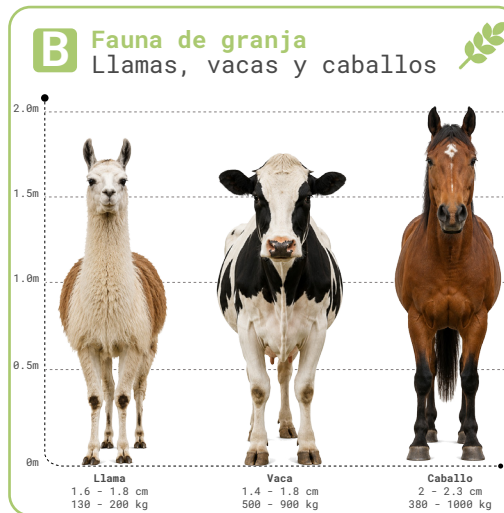 B
Fauna de granja
Llamas, vacas y caballos
2.0m
1.5m
1.0m
0.5m
0m
Llama
1.6 - 1.8 cm
130 - 200 kg
Vaca
1.4 - 1.8 cm
500 - 900 kg
Caballo
2 - 2.3 cm
380 - 1000 kg